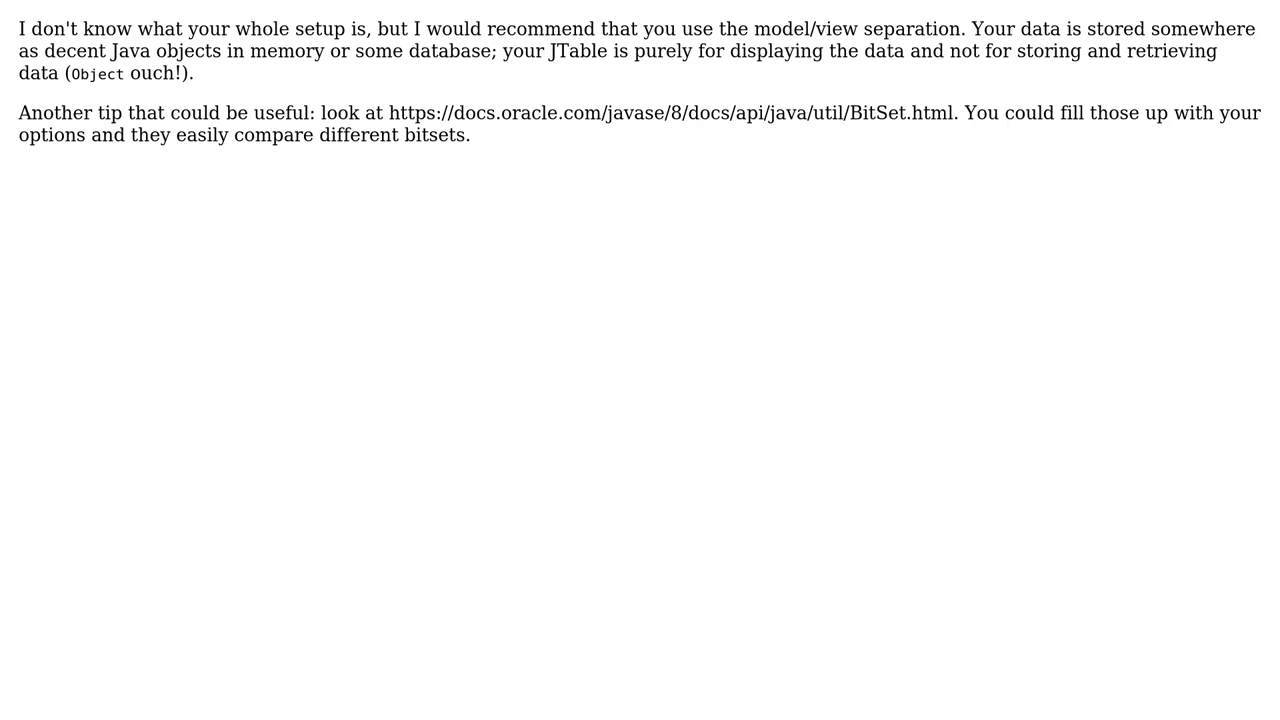 I don't know what your whole setup is, but I would recommend that you use the model/view separation. Your data is stored somewhere
as decent Java objects in memory or some database; your JTable is purely for displaying the data and not for storing and retrieving
data (Object ouch!).
Another tip that could be useful: look at https://docs.oracle.com/javase/8/docs/api/java/util/BitSet.html. You could fill those up with your
options and they easily compare different bitsets.